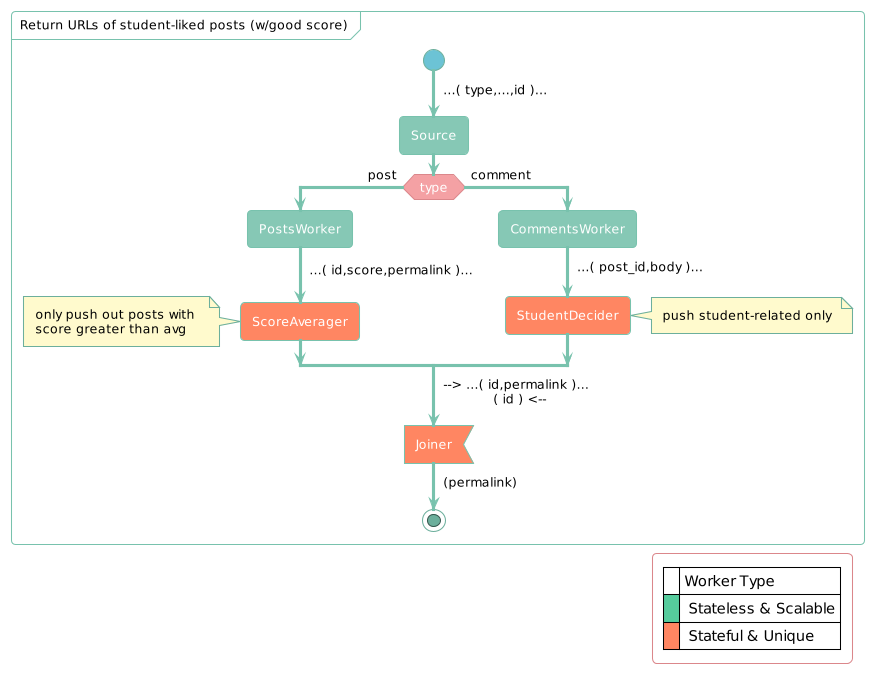 Return URLs of student-liked posts (w/good score)
...( type,...,id )...
Source
post
type
comment
PostsWorker
CommentsWorker
...( id,score,permalink )...
...( post_id,body )...
only push out posts with
score greater than avg
ScoreAverager
StudentDecider
push student-related only
--> ...( id,permalink )...
( id ) <--
Joiner
(permalink)
Worker Type
Stateless & Scalable
Stateful & Unique